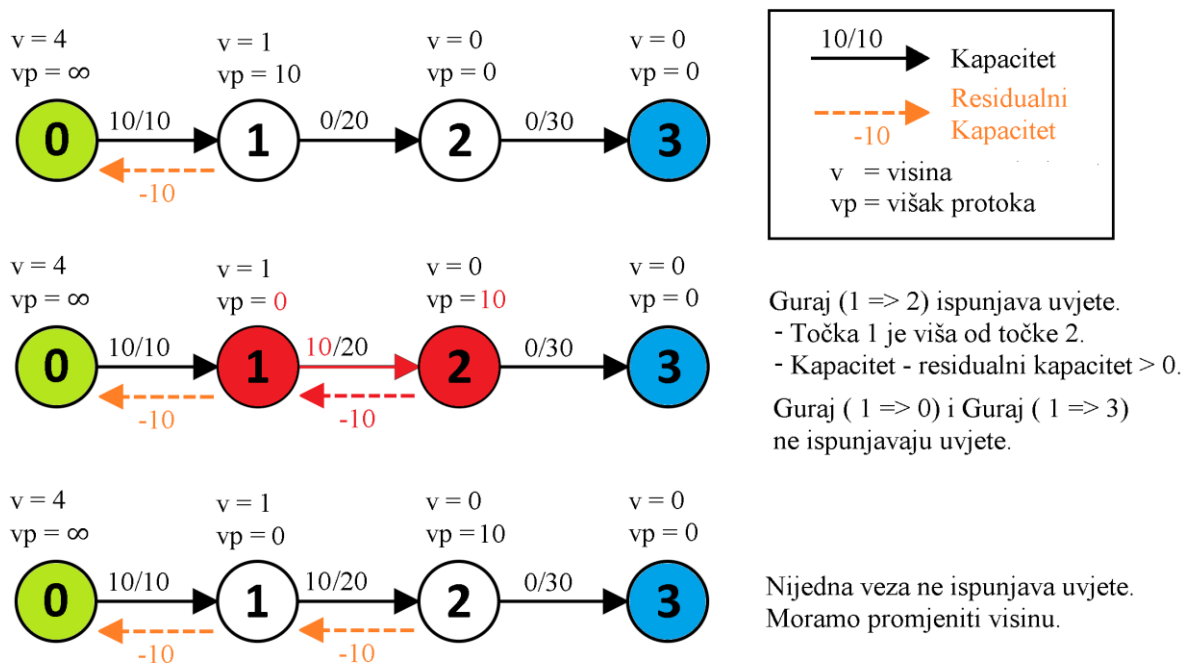 v = 4
vp = ∞
v = 1
vp = 10
v = 0
vp = 0
v = 0
vp = 0
0
10/10
1
0/20
2
0/30
3
-10
10/10
Kapacitet
-10
Residualni
Kapacitet
v = visina
vp = višak protoka
v = 4
vp = ∞
v = 1
vp = 0
v = 0
vp = 10
v = 0
vp = 0
0
10/10
1
10/20
2
0/30
3
-10
-10
Guraj (1 => 2) ispunjava uvjete.
- Točka 1 je viša od točke 2.
- Kapacitet - residualni kapacitet > 0.
Guraj ( 1 => 0) i Guraj ( 1 => 3)
ne ispunjavaju uvjete.
v = 4
vp = ∞
v = 1
vp = 0
v = 0
vp = 10
v = 0
vp = 0
0
10/10
1
10/20
2
0/30
3
-10
-10
Nijedna veza ne ispunjava uvjete.
Moramo promjeniti visinu.